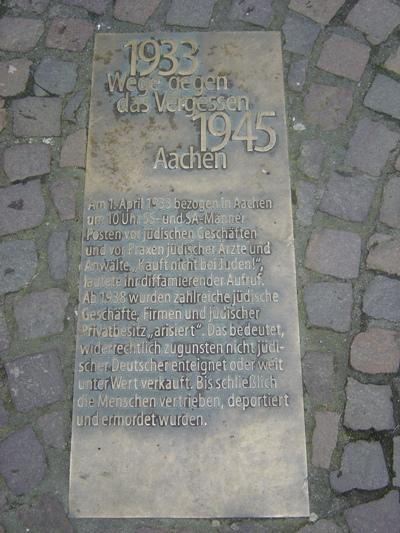 1933
Wege gegen
das Vergessen
1945
Aachen
Am 1. April 1933 bezogen in Aachen
um 10 Uhr SS- und SA-Männer
Posten vor jüdischen Geschäften
und vor Praxen jüdischer Ärzte und
Anwälte. „Kauft nicht bei Juden!“,
lautete ihr diffamierender Aufruf.
Ab 1938 wurden zahlreiche jüdische
Geschäfte, Firmen und jüdischer
Privatbesitz „arisiert“. Das bedeutet,
widerrechtlich zugunsten nicht jüdi-
scher Deutscher enteignet oder weit
unter Wert verkauft. Bis schließlich
die Menschen vertrieben, deportiert
und ermordet wurden.